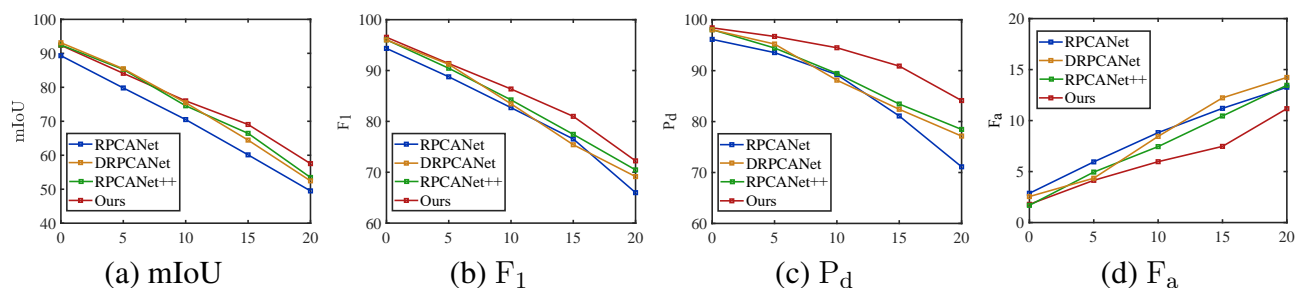 mIoU
100
90
80
70
60
50
40
RPCANet
DRPCANet
RPCANet++
Ours
0 5 10 15 20
(a) mIoU
F1
100
90
80
70
60
RPCANet
DRPCANet
RPCANet++
Ours
0 5 10 15 20
(b) F1
Pd
100
90
80
70
60
RPCANet
DRPCANet
RPCANet++
Ours
0 5 10 15 20
(c) Pd
Fa
20
15
10
5
0
RPCANet
DRPCANet
RPCANet++
Ours
0 5 10 15 20
(d) Fa